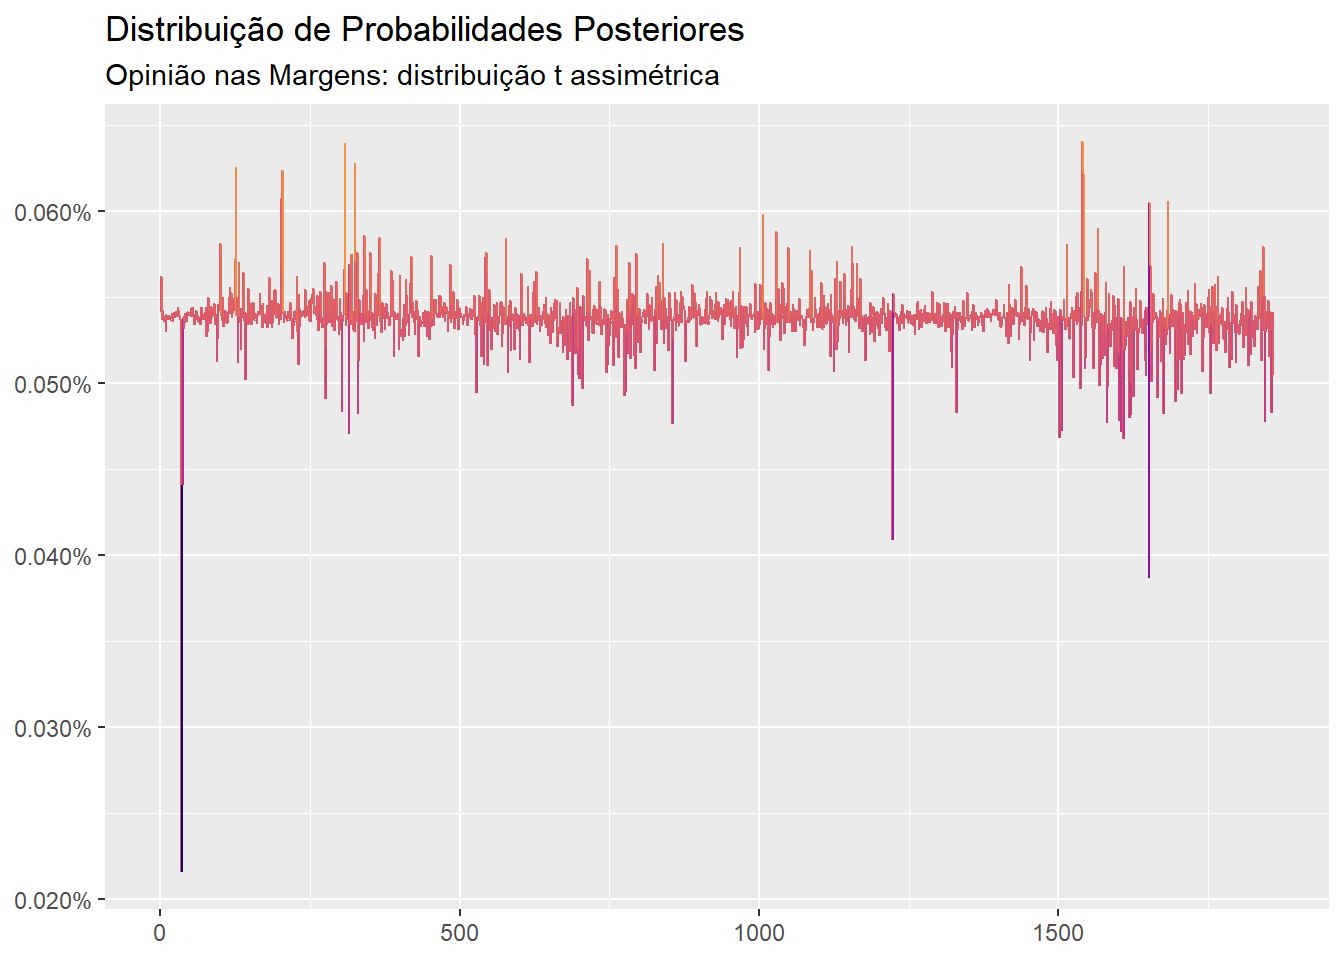 Distribuição de Probabilidades Posteriores
Opinião nas Margens: distribuição t assimétrica
0.060%
0.050%
0.040%
0.030%
0.020%
0 500 1000 1500